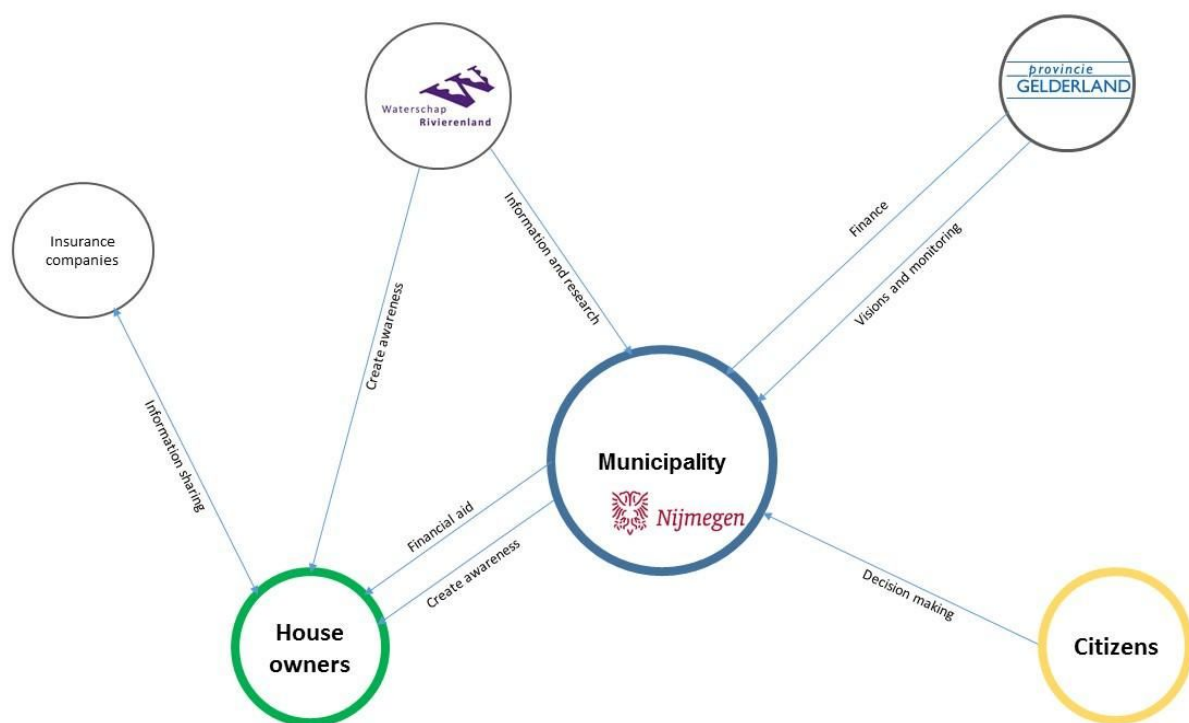 Waterschap
Rivierenland
provincie
GELDERLAND
Insurance
companies
Information and research
Finance
Visions and monitoring
Create awareness
Information sharing
Municipality
Nijmegen
Financial aid
Create awareness
Decision making
House
owners
Citizens